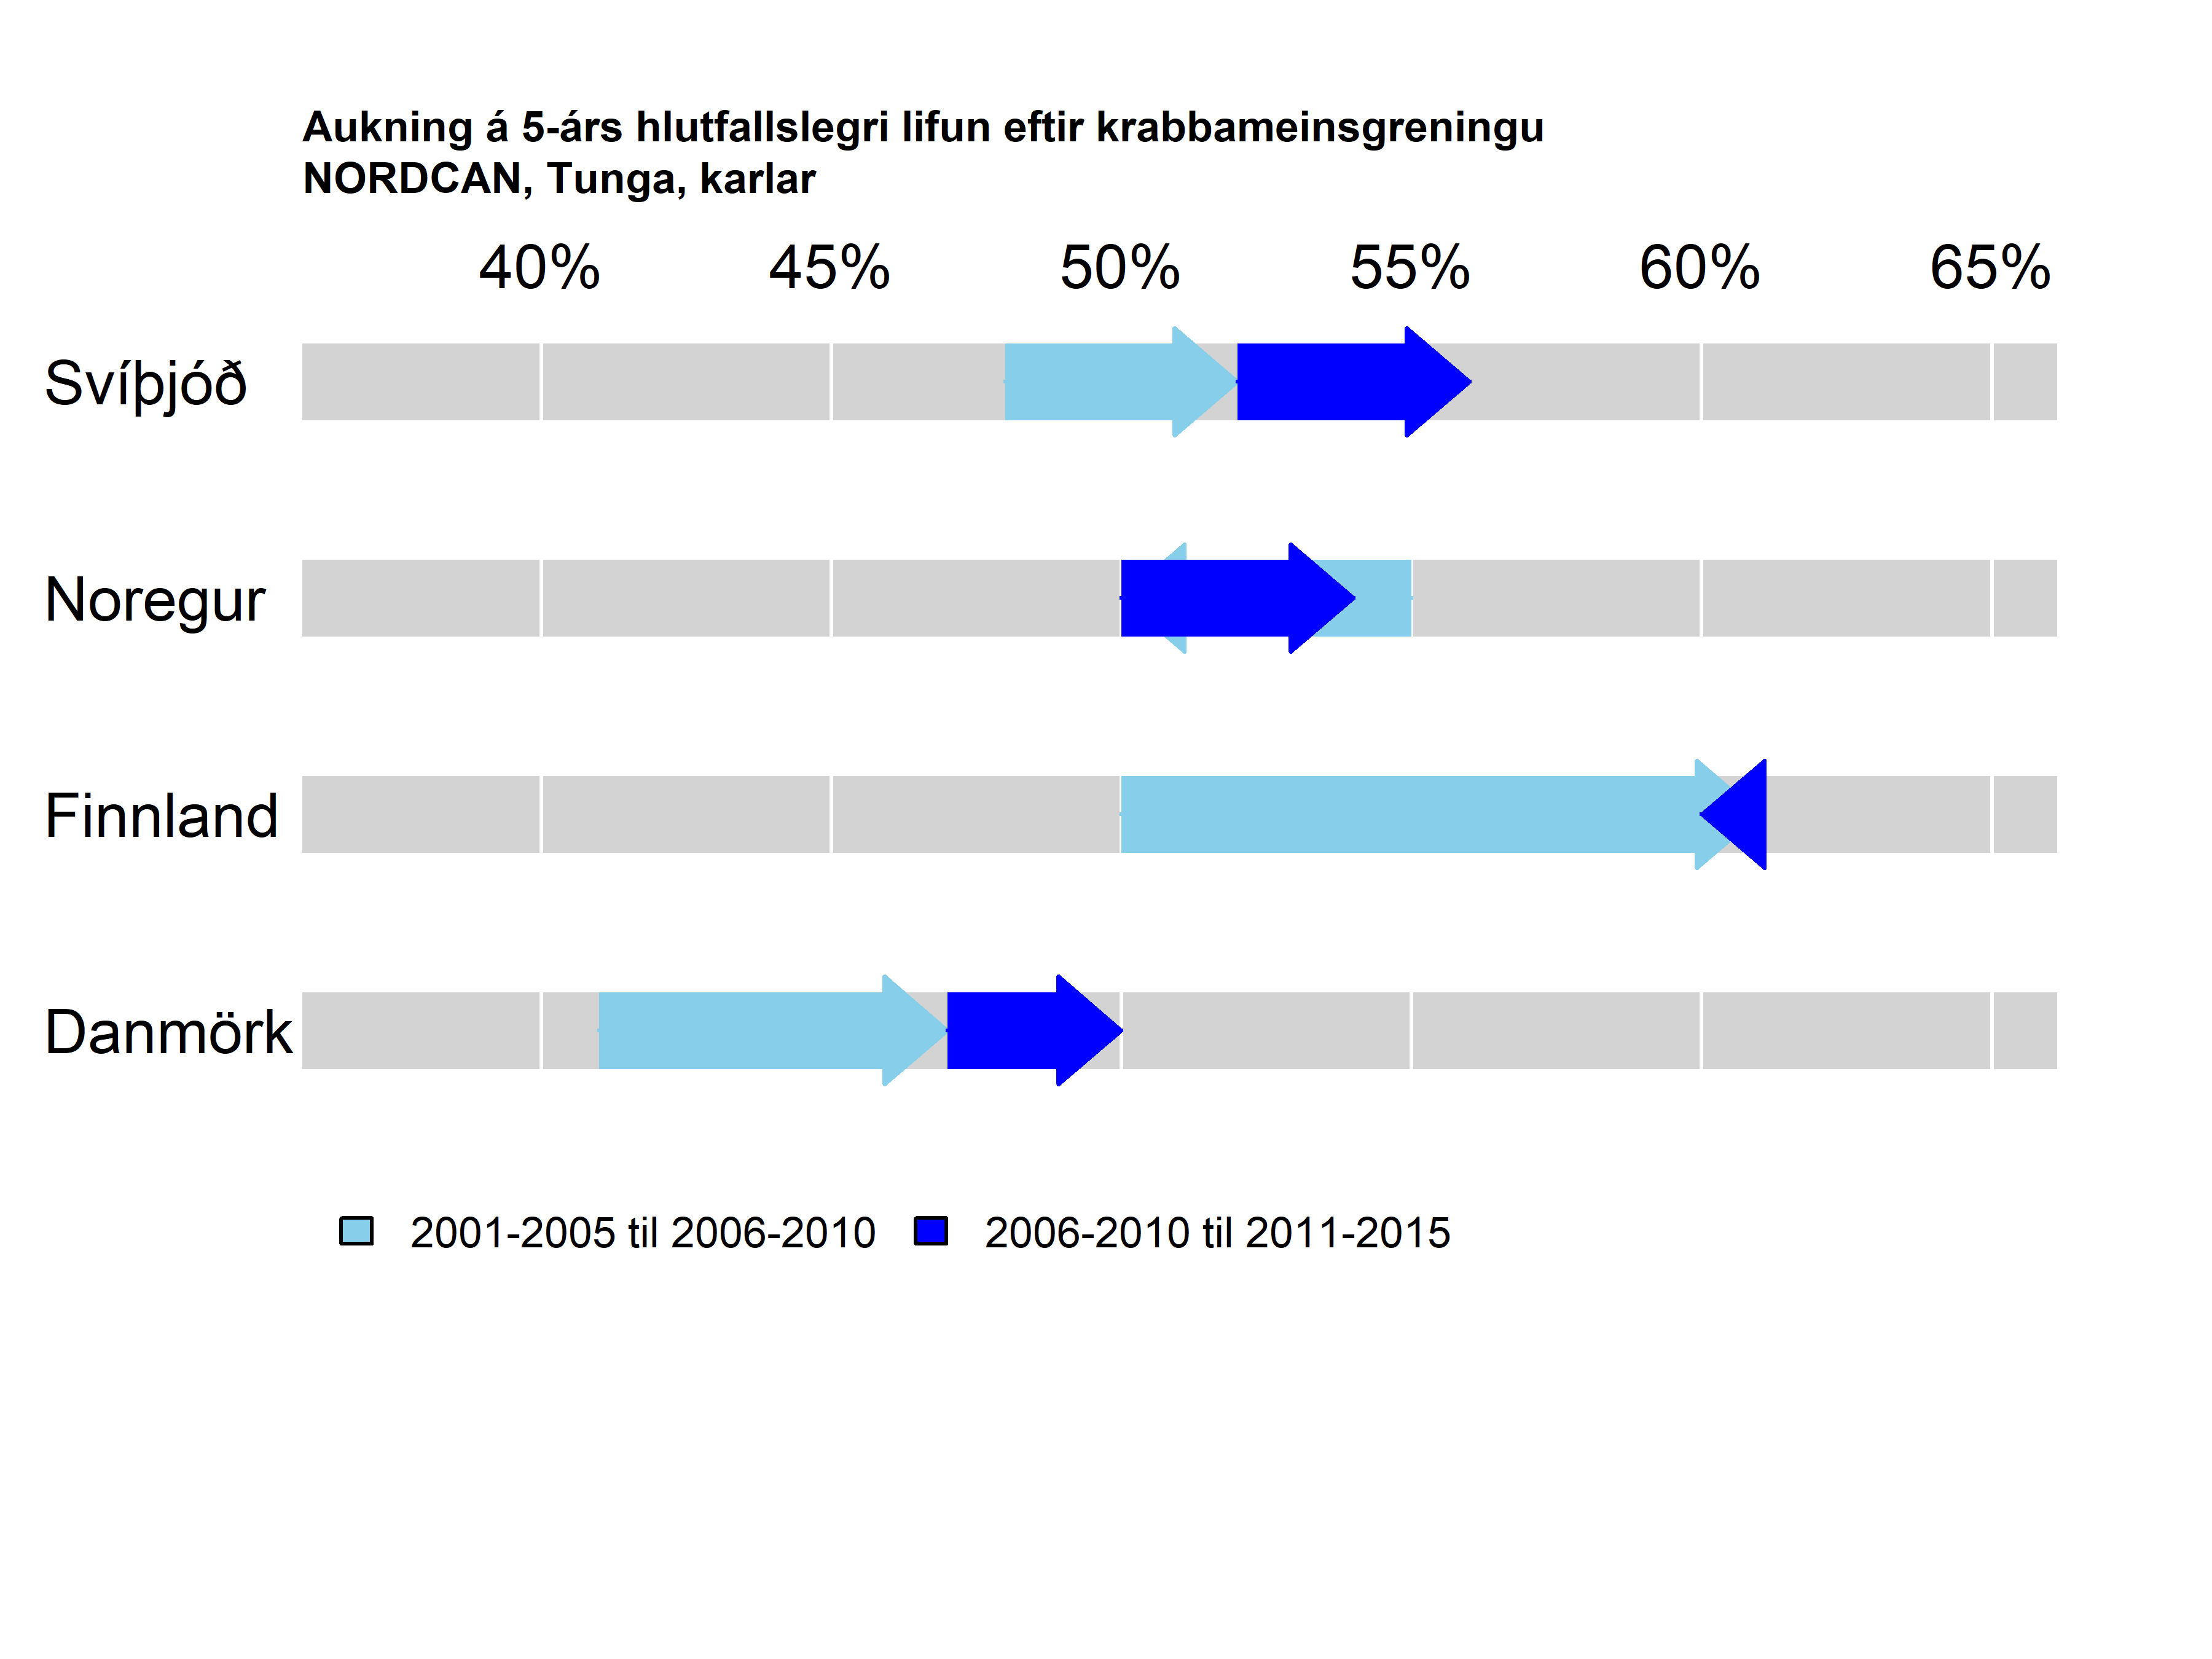 Aukning á 5-árs hlutfallslegri lifun eftir krabbameinsgreningu
NORDCAN, Tunga, karlar
40% 45% 50% 55% 60% 65%
Svíþjóð
Noregur
Finnland
Danmörk
2001-2005 til 2006-2010 2006-2010 til 2011-2015